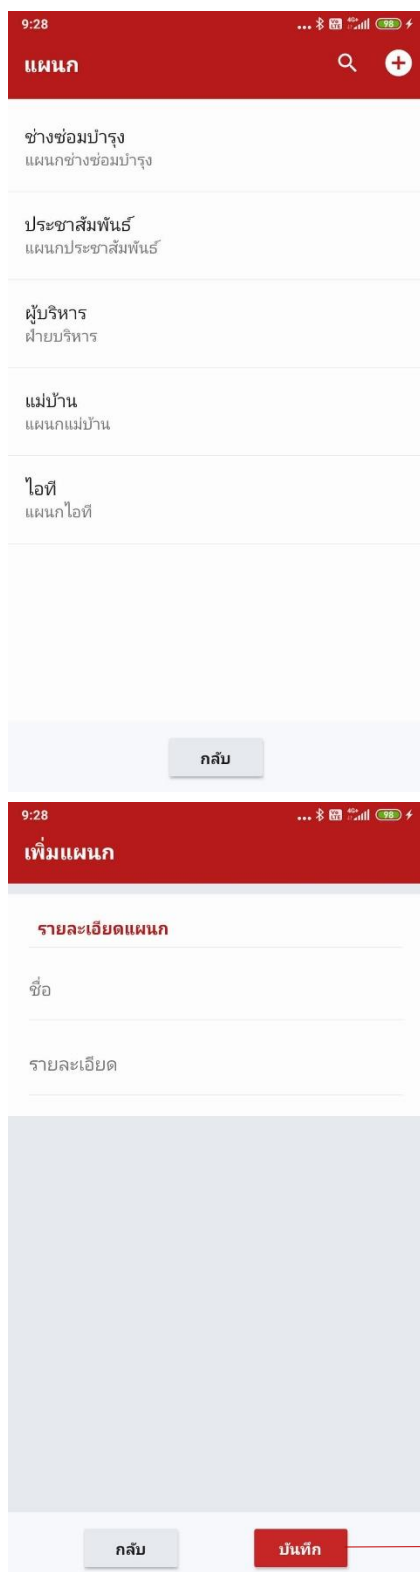 9:28
98
แผนก
ช่างซ่อมบำรุง
แผนกช่างซ่อมบำรุง
ประชาสัมพันธ์
แผนกประชาสัมพันธ์
ผู้บริหาร
ฝ่ายบริหาร
แม่บ้าน
แผนกแม่บ้าน
ไอที
แผนกไอที
กลับ
9:28
98
เพิ่มแผนก
รายละเอียดแผนก
ชื่อ
รายละเอียด
กลับ บันทึก